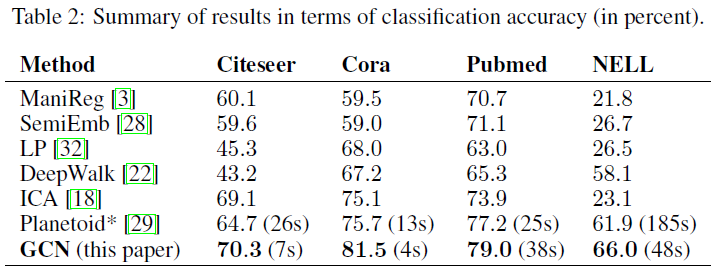 Table 2: Summary of results in terms of classification accuracy (in percent).
Method Citeseer Cora Pubmed NELL
ManiReg [3] 60.1 59.5 70.7 21.8
SemiEmb [28] 59.6 59.0 71.1 26.7
LP [32] 45.3 68.0 63.0 26.5
DeepWalk [22] 43.2 67.2 65.3 58.1
ICA [18] 69.1 75.1 73.9 23.1
Planetoid* [29] 64.7 (26s) 75.7 (13s) 77.2 (25s) 61.9 (185s)
GCN (this paper) 70.3 (7s) 81.5 (4s) 79.0 (38s) 66.0 (48s)